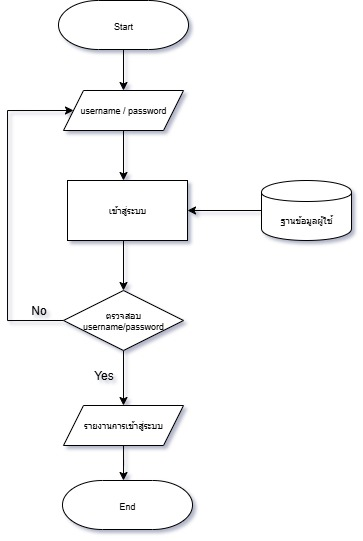 Start
username / password
เข้าสู่ระบบ
ฐานข้อมูลผู้ใช้
ตรวจสอบ
username/password
No
Yes
รายงานการเข้าสู่ระบบ
End